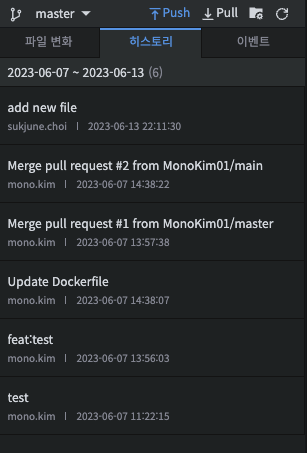 master Push Pull
파일 변화 히스토리 이벤트
2023-06-07 ~ 2023-06-13 (6)
add new file
sukjune.choi | 2023-06-13 22:11:30
Merge pull request #2 from MonoKim01/main
mono.kim | 2023-06-07 14:38:22
Merge pull request #1 from MonoKim01/master
mono.kim | 2023-06-07 13:57:38
Update Dockerfile
mono.kim | 2023-06-07 14:38:07
feat:test
mono.kim | 2023-06-07 13:56:03
test
mono.kim | 2023-06-07 11:22:15